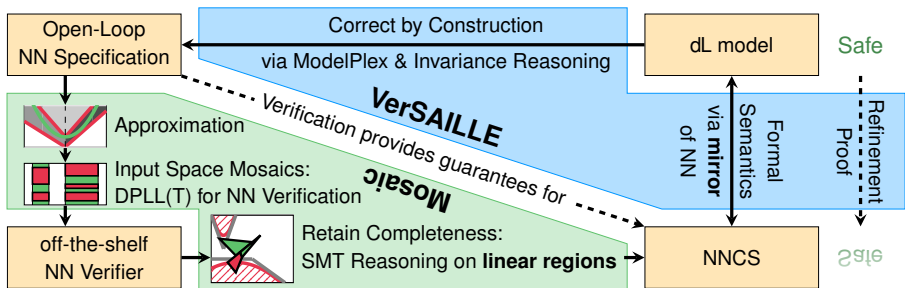 Open-Loop
NN Specification
Correct by Construction
via ModelPlex & Invariance Reasoning
dL model
Safe
VerSAILLE
Verification provides guarantees for
Mosaic
Formal
Semantics
via mirror
of NN
Refinement
Proof
Approximation
Input Space Mosaics:
DPLL(T) for NN Verification
off-the-shelf
NN Verifier
Retain Completeness:
SMT Reasoning on linear regions
NNCS
Safe